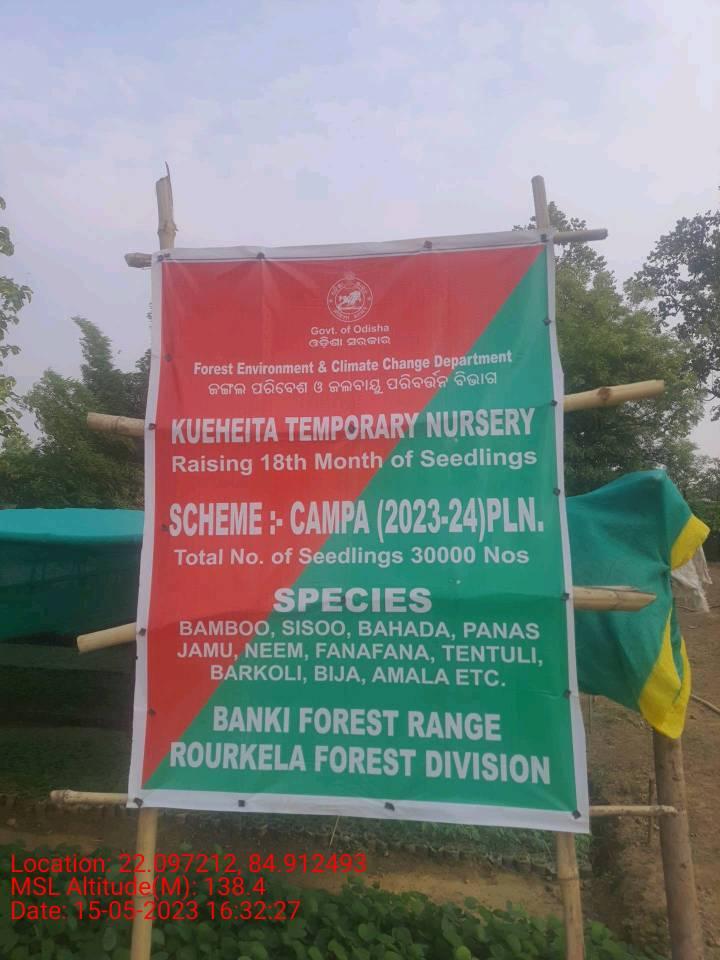 Govt. of Odisha
ଓଡ଼ିଶା ସରକାର
Forest Environment & Climate Change Department
ଜଙ୍ଗଲ ପରିବେଶ ଓ ଜଳବାୟୁ ପରିବର୍ତ୍ତନ ବିଭାଗ
KUEHEITA TEMPORARY NURSERY
Raising 18th Month of Seedlings
SCHEME :- CAMPA (2023-24)PLN.
Total No. of Seedlings 30000 Nos
SPECIES
BAMBOO, SISOO, BAHADA, PANAS
JAMU, NEEM, FANAFANA, TENTULI,
BARKOLI, BIJA, AMALA ETC.
BANKI FOREST RANGE
ROURKELA FOREST DIVISION
Location: 22.097212, 84.912493
MSL Altitude(M): 138.4
Date: 15-05-2023 16:32:27